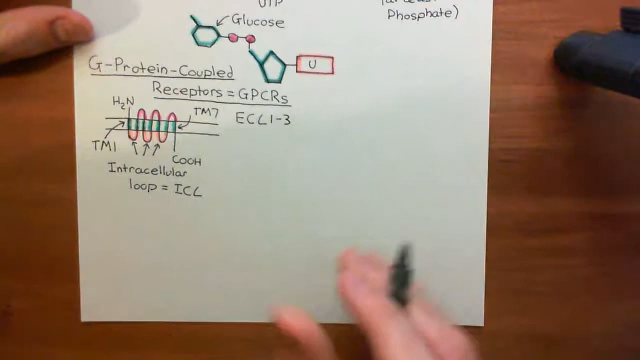 UTP
Phosphate)
Glucose
U
G-Protein-Coupled
Receptors = GPCRs
H₂N
TM7
ECL1-3
TM1
COOH
Intracellular
loop = ICL